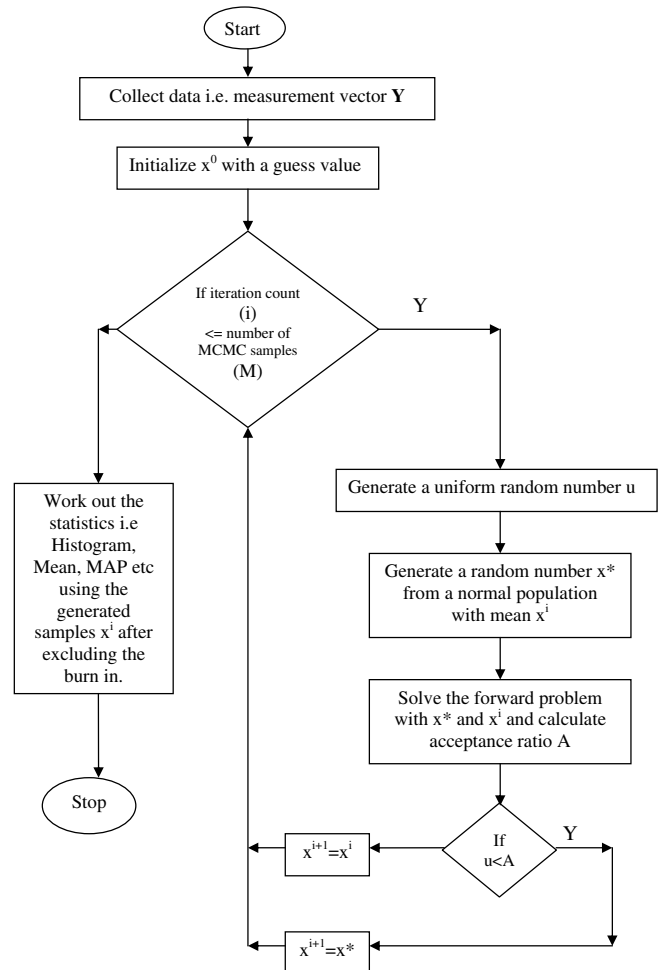 Start
Collect data i.e. measurement vector Y
Initialize x⁰ with a guess value
If iteration count
(i)
<= number of
MCMC samples
(M)
Y
Work out the
statistics i.e
Histogram,
Mean, MAP etc
using the
generated
samples xⁱ after
excluding the
burn in.
Stop
Generate a uniform random number u
Generate a random number x*
from a normal population
with mean xⁱ
Solve the forward problem
with x* and xⁱ and calculate
acceptance ratio A
If
u<A
Y
xⁱ⁺¹=xⁱ
xⁱ⁺¹=x*